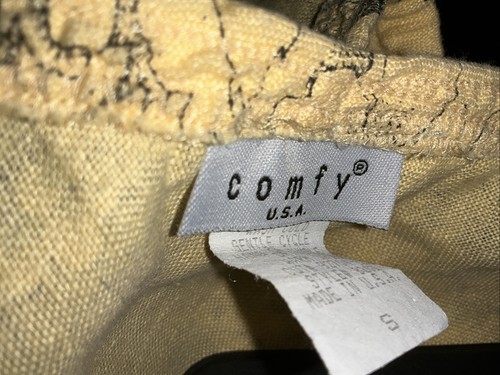 comfy®
U.S.A.
GENTLE CYCLE
MADE IN U.S.A.
S